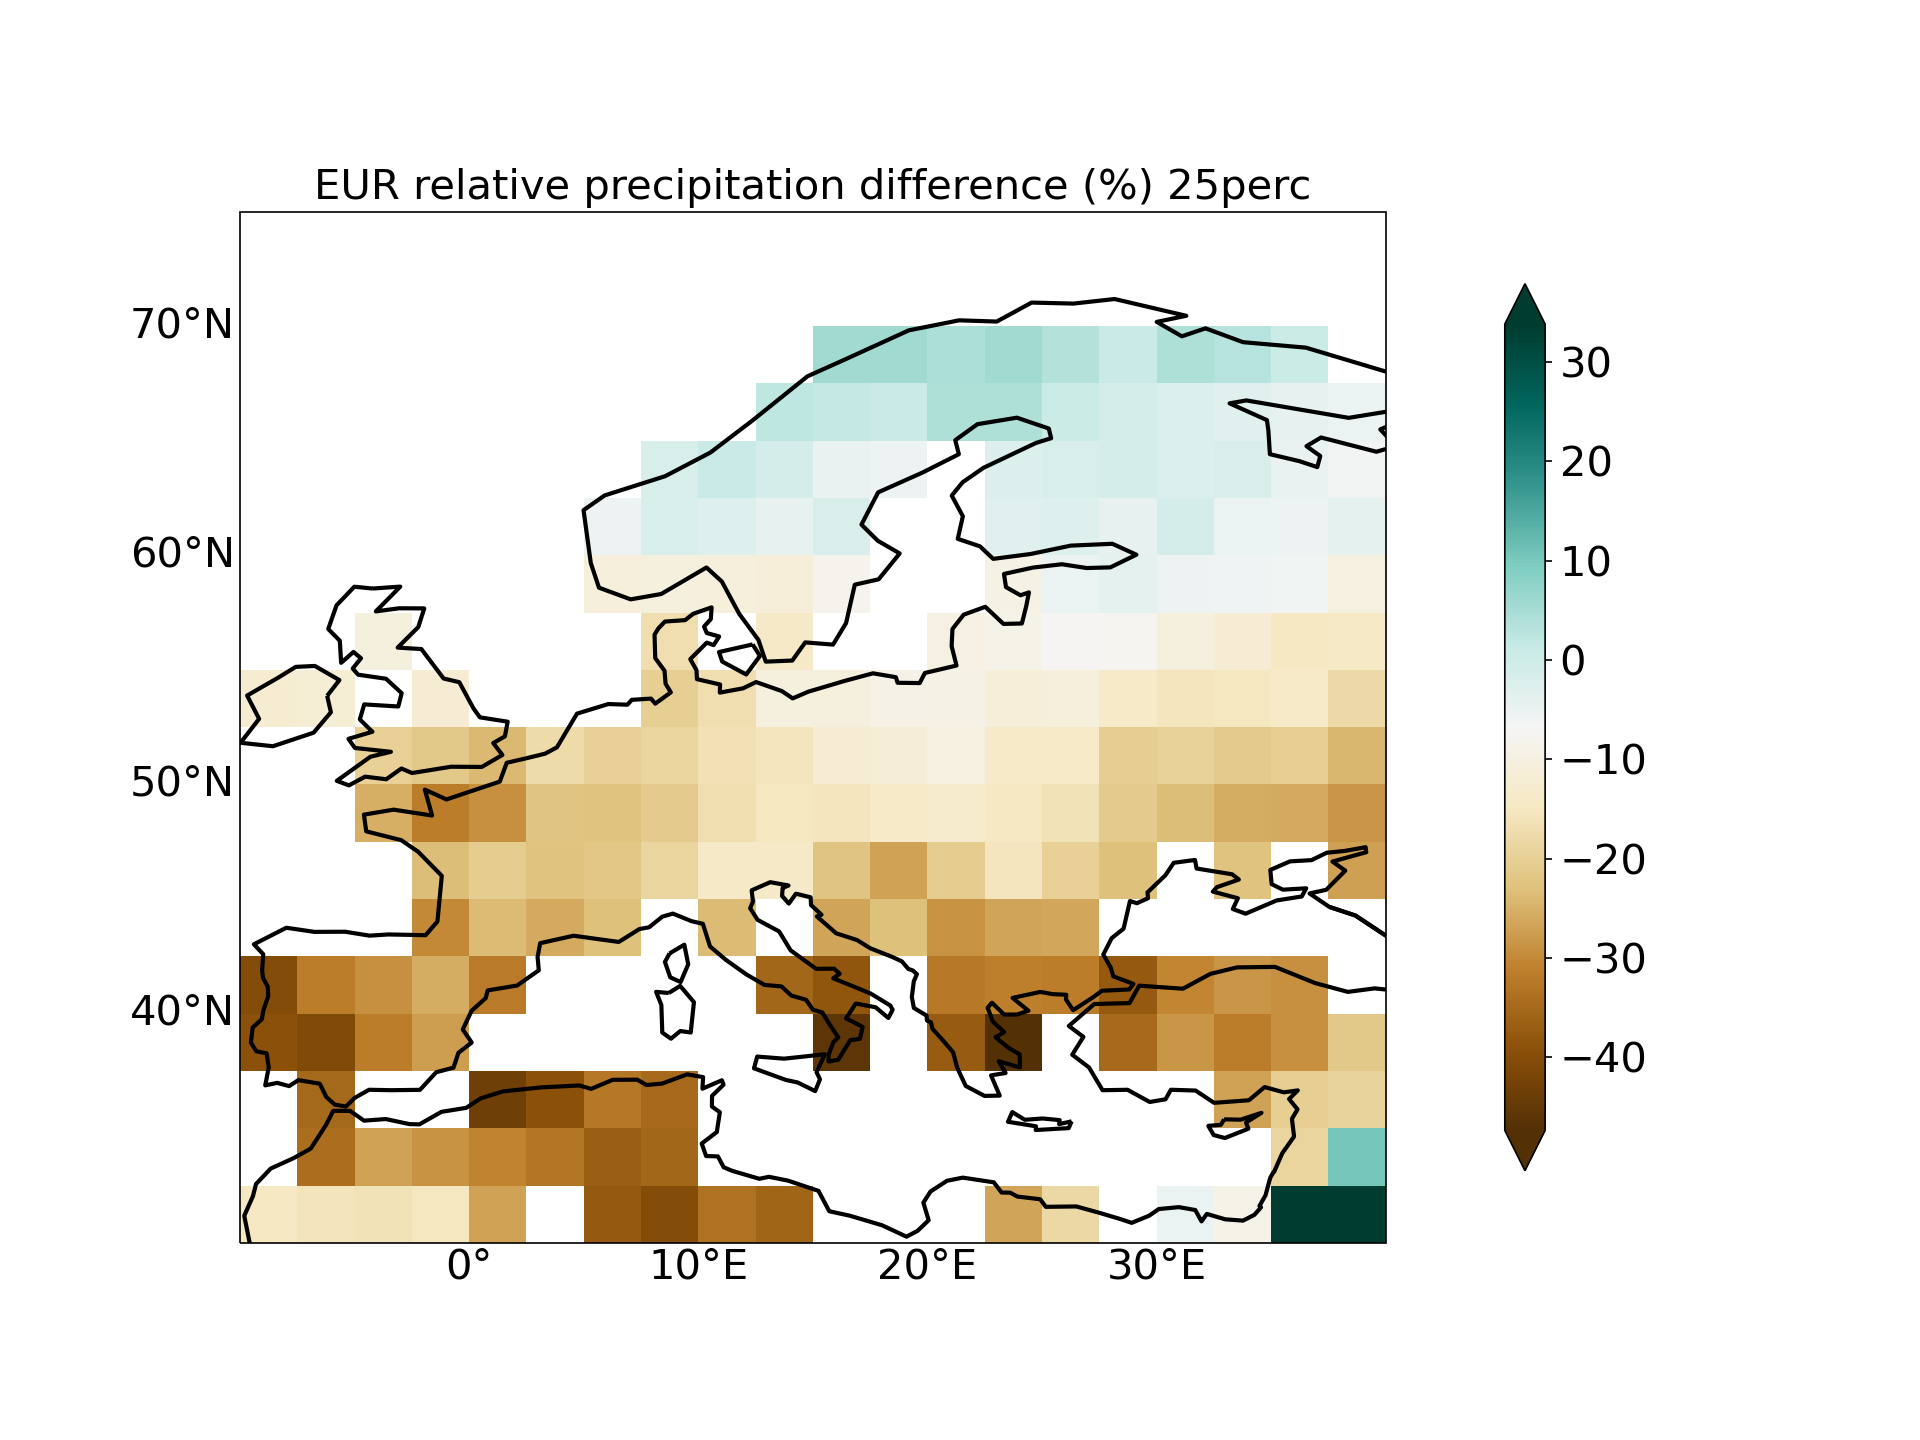 EUR relative precipitation difference (%) 25perc
70°N
60°N
50°N
40°N
0°
10°E
20°E
30°E
30
20
10
0
−10
−20
−30
−40